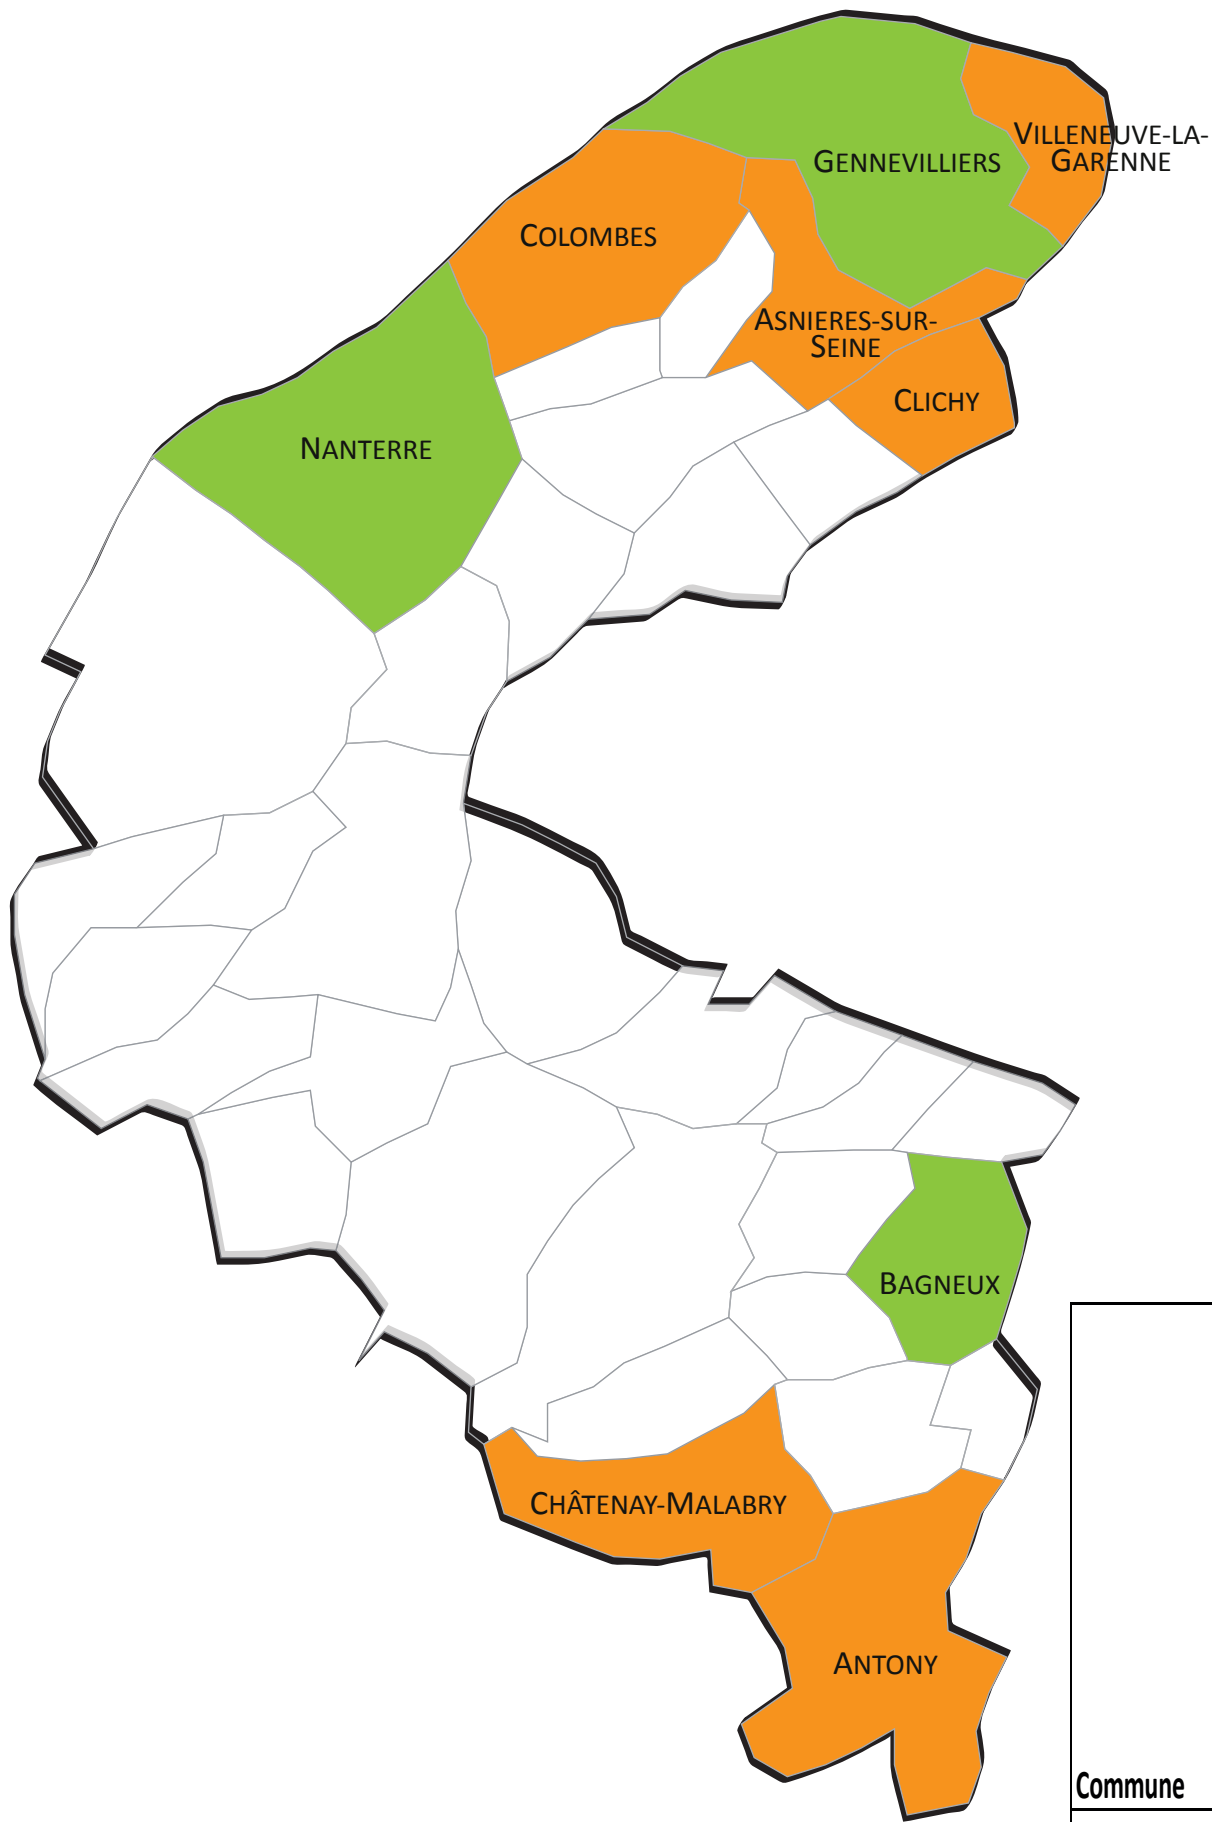 VILLENEUVE-LA-
GARENNE
GENNEVILLIERS
COLOMBES
ASNIERES-SUR-
SEINE
CLICHY
NANTERRE
BAGNEUX
CHÂTENAY-MALABRY
ANTONY
Commune